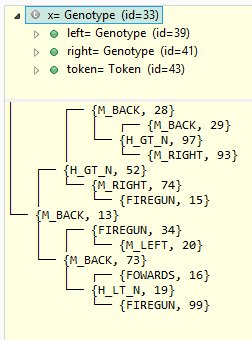 x= Genotype (id=33)
left= Genotype (id=39)
right= Genotype (id=41)
token= Token (id=43)
{M_BACK, 28}
{M_BACK, 29}
{H_GT_N, 97}
{M_RIGHT, 93}
{H_GT_N, 52}
{M_RIGHT, 74}
{FIREGUN, 15}
{M_BACK, 13}
{FIREGUN, 34}
{M_LEFT, 20}
{M_BACK, 73}
{FOWARDS, 16}
{H_LT_N, 19}
{FIREGUN, 99}